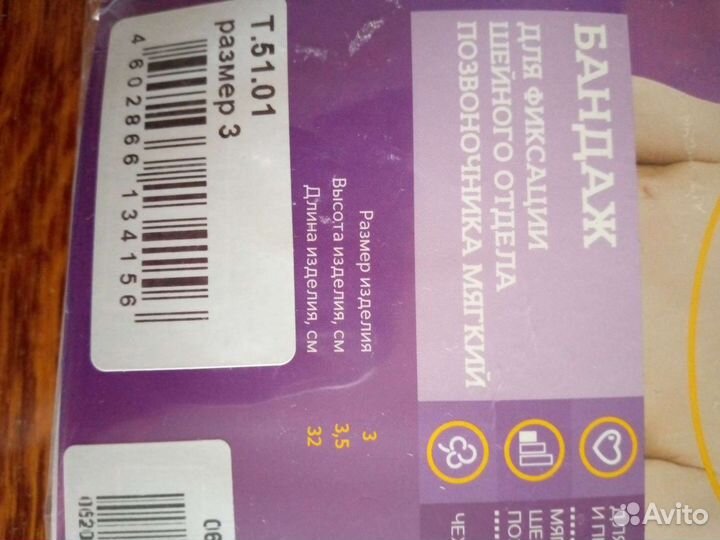 Т.51.01
размер 3
4 602866 134156
БАНДАЖ
ДЛЯ ФИКСАЦИИ
ШЕЙНОГО ОТДЕЛА
ПОЗВОНОЧНИКА МЯГКИЙ
Размер изделия 3
Высота изделия, см 3,5
Длина изделия, см 32
Avito